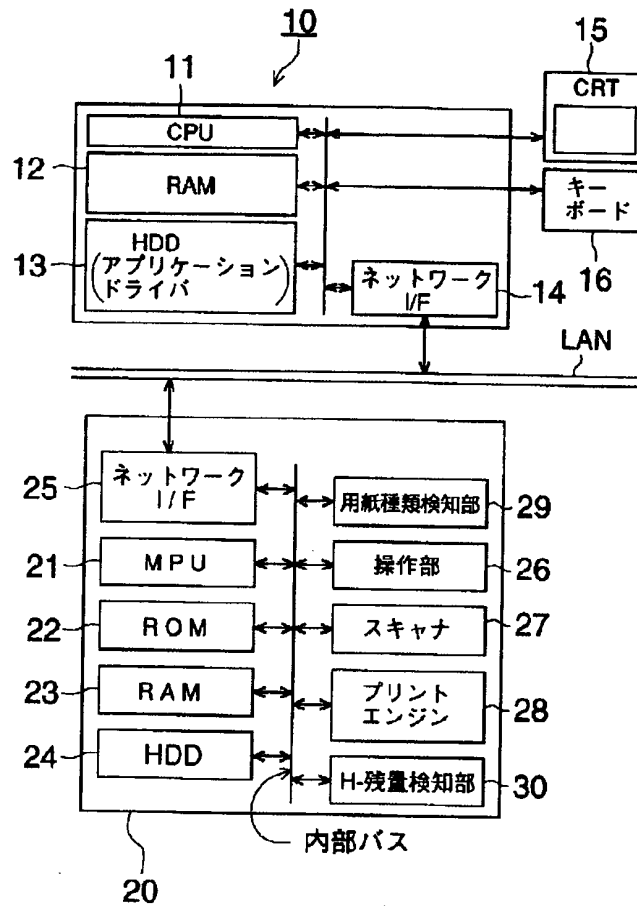 10
15
11
CRT
CPU
12
RAM
キー
ボード
13
HDD
(アプリケーション
ドライバ)
16
ネットワーク
I/F
14
LAN
25
ネットワーク
I/F
用紙種類検知部
29
21
MPU
操作部
26
22
ROM
スキャナ
27
23
RAM
プリント
エンジン
28
24
HDD
H-残量検知部
30
内部バス
20